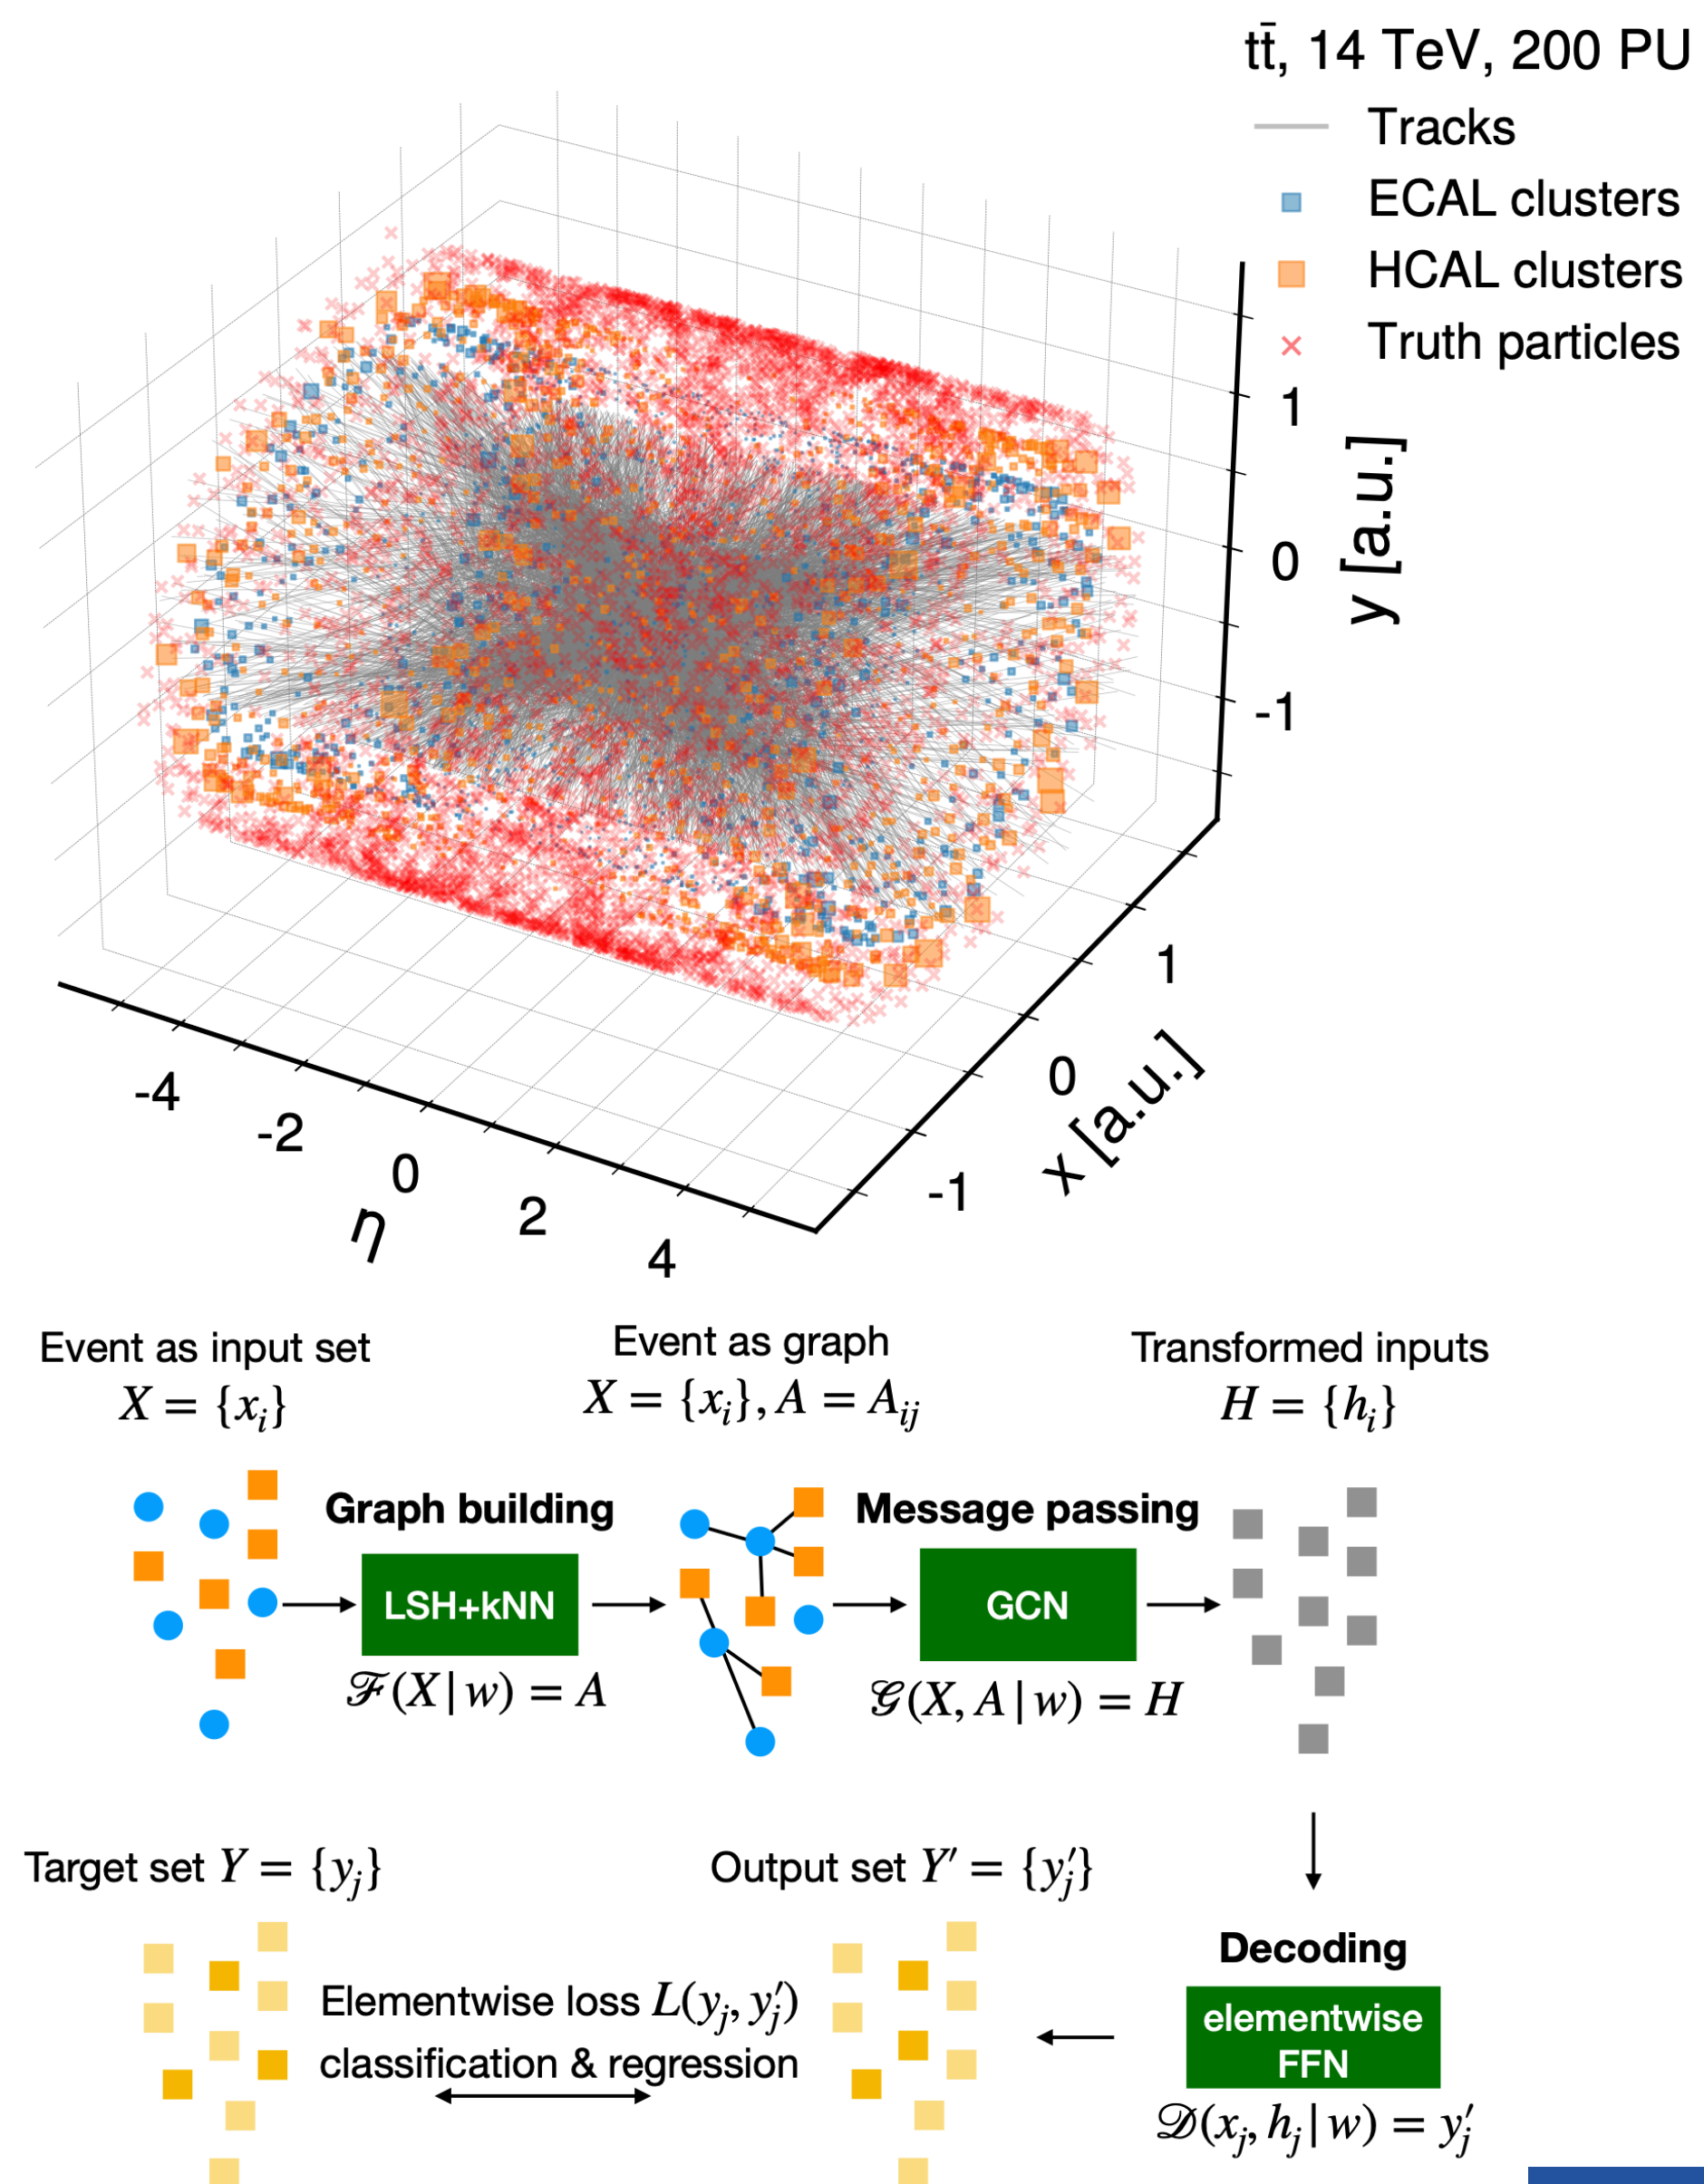 tt̄, 14 TeV, 200 PU
Tracks
ECAL clusters
HCAL clusters
Truth particles
1
0
-1
y [a.u.]
1
0
-1
x [a.u.]
-4
-2
0
2
4
η
Event as input set
X = {x_i}
Event as graph
X = {x_i}, A = A_ij
Transformed inputs
H = {h_i}
Graph building
LSH+kNN
ℱ(X | w) = A
Message passing
GCN
𝒢(X, A | w) = H
Target set Y = {y_j}
Output set Y′ = {y′_j}
Decoding
elementwise
FFN
𝒟(x_j, h_j | w) = y′_j
Elementwise loss L(y_j, y′_j)
classification & regression